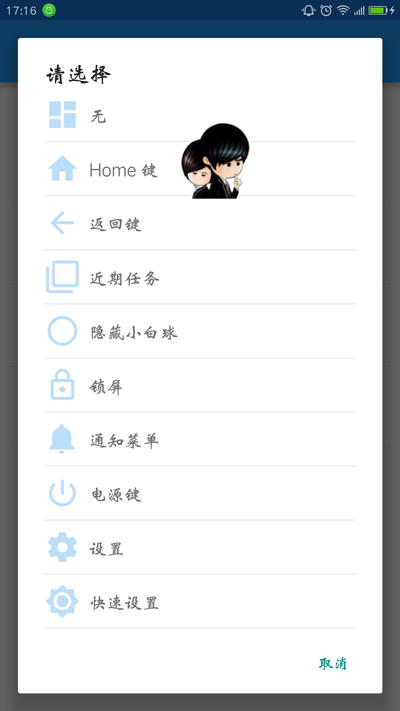 17:16
请选择
无
Home 键
返回键
近期任务
隐藏小白球
锁屏
通知菜单
电源键
设置
快速设置
取消